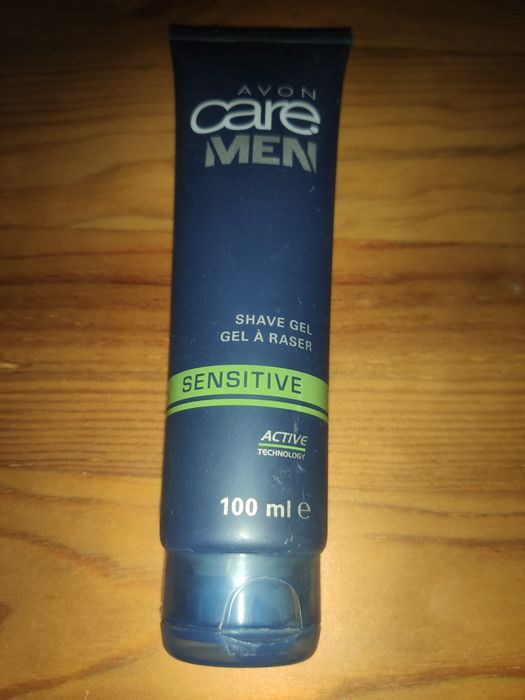 AVON
care
MEN
SHAVE GEL
GEL À RASER
SENSITIVE
ACTIVE
TECHNOLOGY
100 ml e